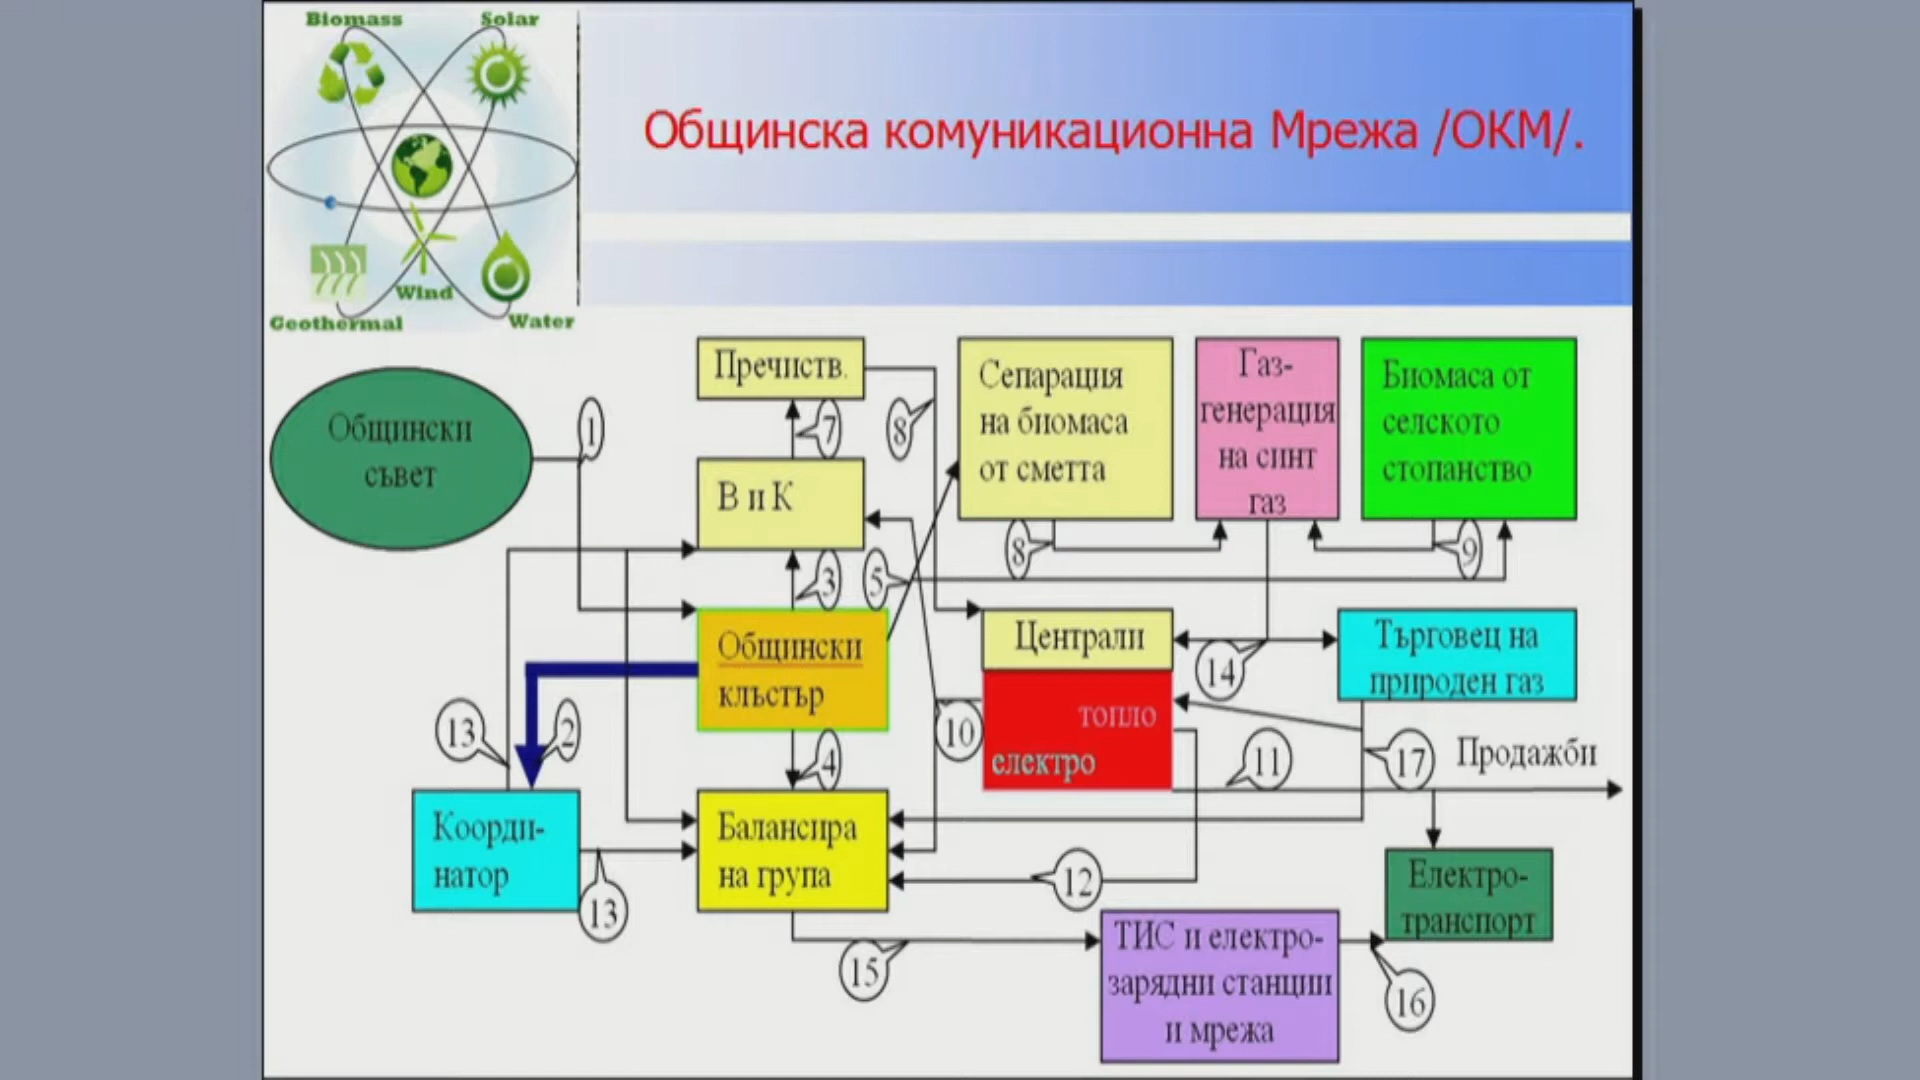 Biomass
Solar
Wind
Geothermal
Water
Общинска комуникационна Мрежа /ОКМ/.
Общински
съвет
1
Пречиств.
7
8
В и К
3
5
Сепарация
на биомаса
от сметта
8
Газ-
генерация
на синт
газ
Биомаса от
селското
стопанство
9
Общински
клъстър
13
2
4
10
Централи
топло
електро
14
Търговец на
природен газ
11
17
Продажби
Коорди-
натор
13
Балансира
на група
12
15
ТИС и електро-
зарядни станции
и мрежа
Електро-
транспорт
16